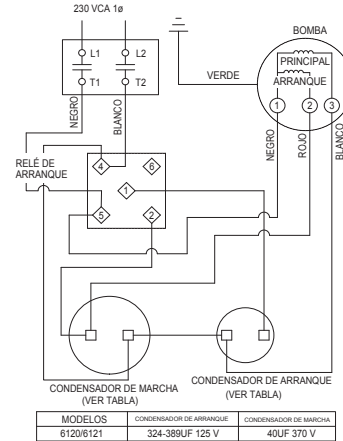 230 VCA 1ø
BOMBA
L1
L2
PRINCIPAL
VERDE
ARRANQUE
T1
T2
1
2
3
NEGRO
BLANCO
NEGRO
ROJO
BLANCO
RELÉ DE
ARRANQUE
4
6
1
5
2
CONDENSADOR DE MARCHA
(VER TABLA)
CONDENSADOR DE ARRANQUE
(VER TABLA)
MODELOS CONDENSADOR DE ARRANQUE CONDENSADOR DE MARCHA
6120/6121 324-389UF 125 V 40UF 370 V